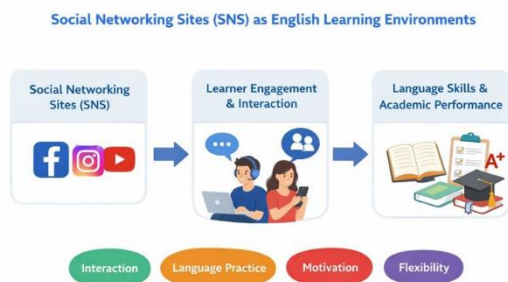 Social Networking Sites (SNS) as English Learning Environments
Social Networking
Sites (SNS)
Learner Engagement
& Interaction
Language Skills &
Academic Performance
A+
Interaction
Language Practice
Motivation
Flexibility